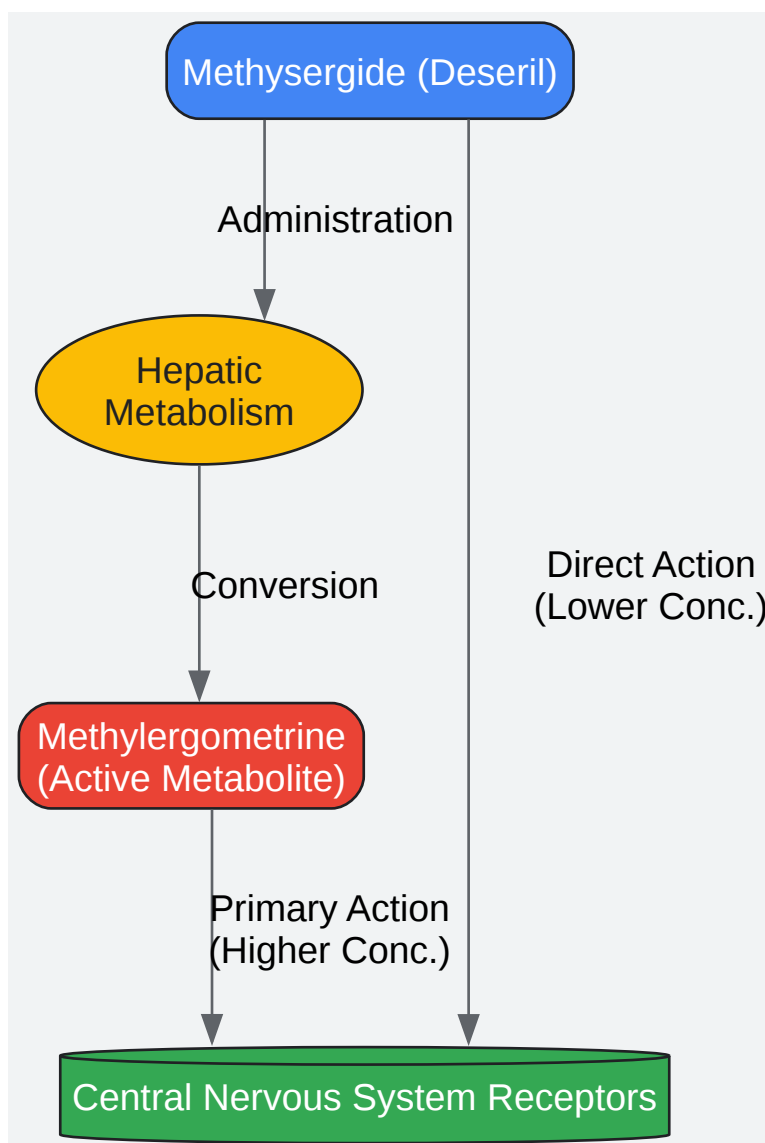 Methysergide (Deseril)
Administration
Hepatic
Metabolism
Conversion
Direct Action
(Lower Conc.)
Methylergometrine
(Active Metabolite)
Primary Action
(Higher Conc.)
Central Nervous System Receptors